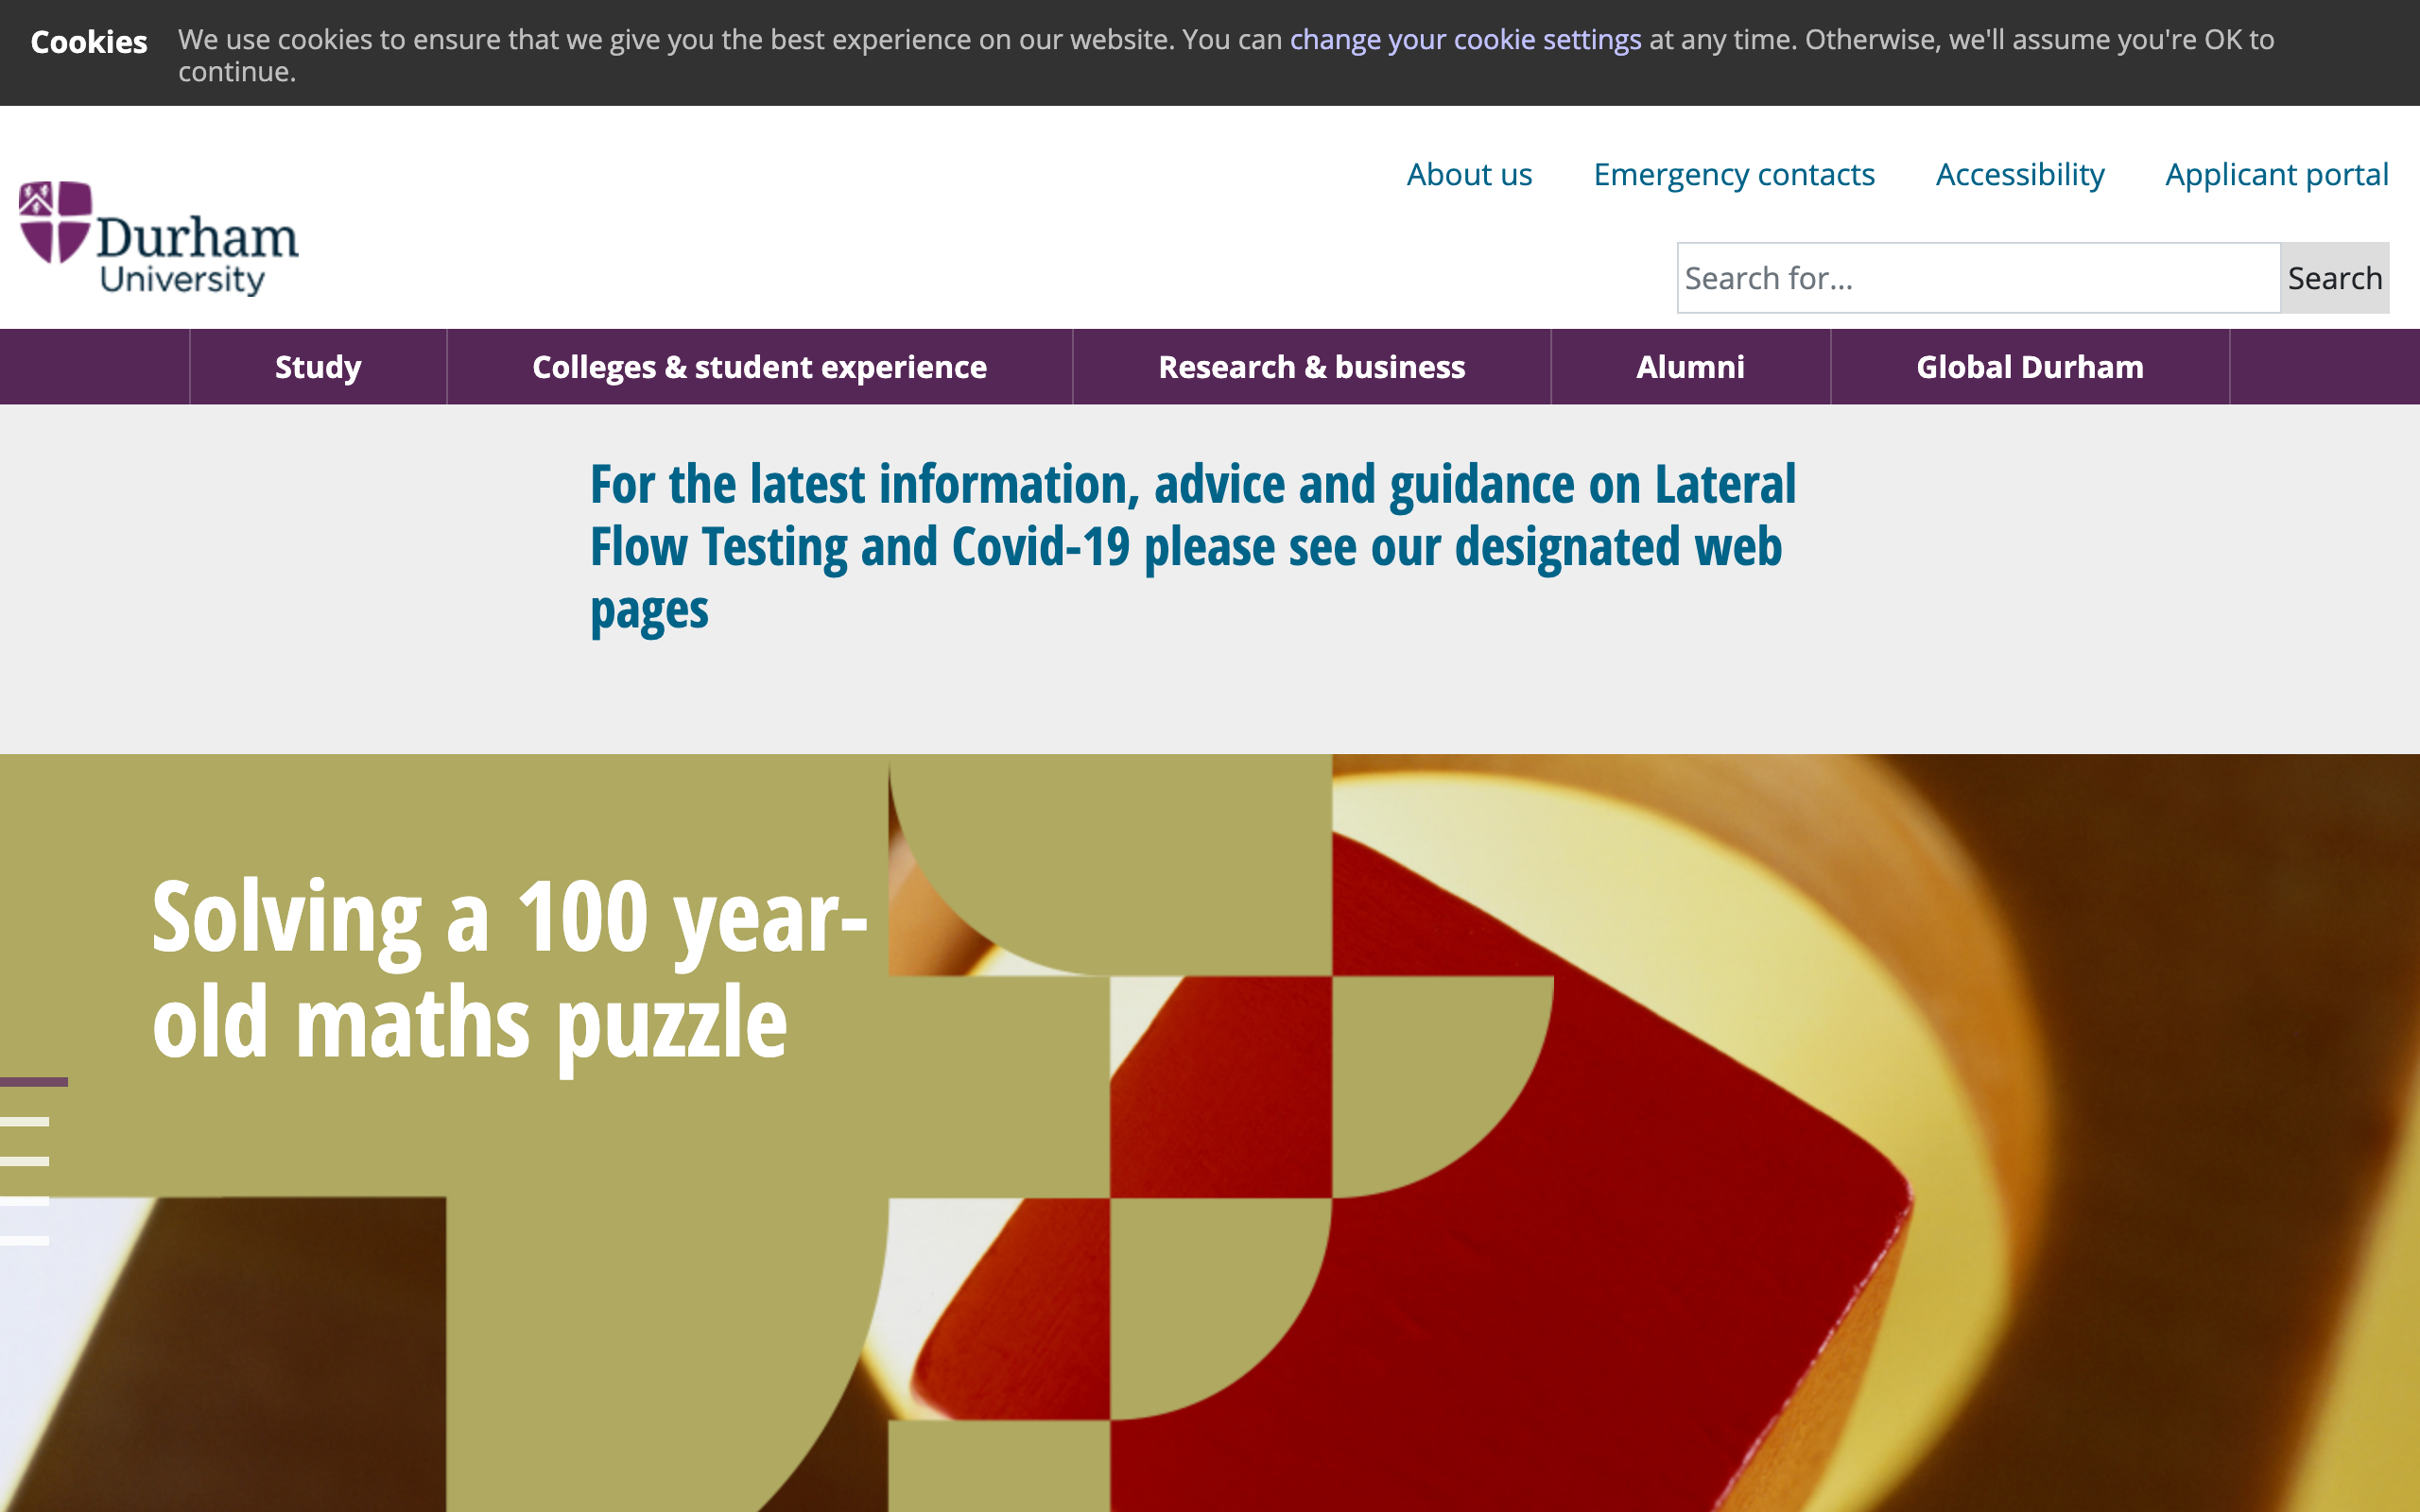 Cookies We use cookies to ensure that we give you the best experience on our website. You can change your cookie settings at any time. Otherwise, we'll assume you're OK to
continue.
About us Emergency contacts Accessibility Applicant portal
Durham
University
Search for... Search
Study Colleges & student experience Research & business Alumni Global Durham
For the latest information, advice and guidance on Lateral
Flow Testing and Covid-19 please see our designated web
pages
Solving a 100 year-
old maths puzzle